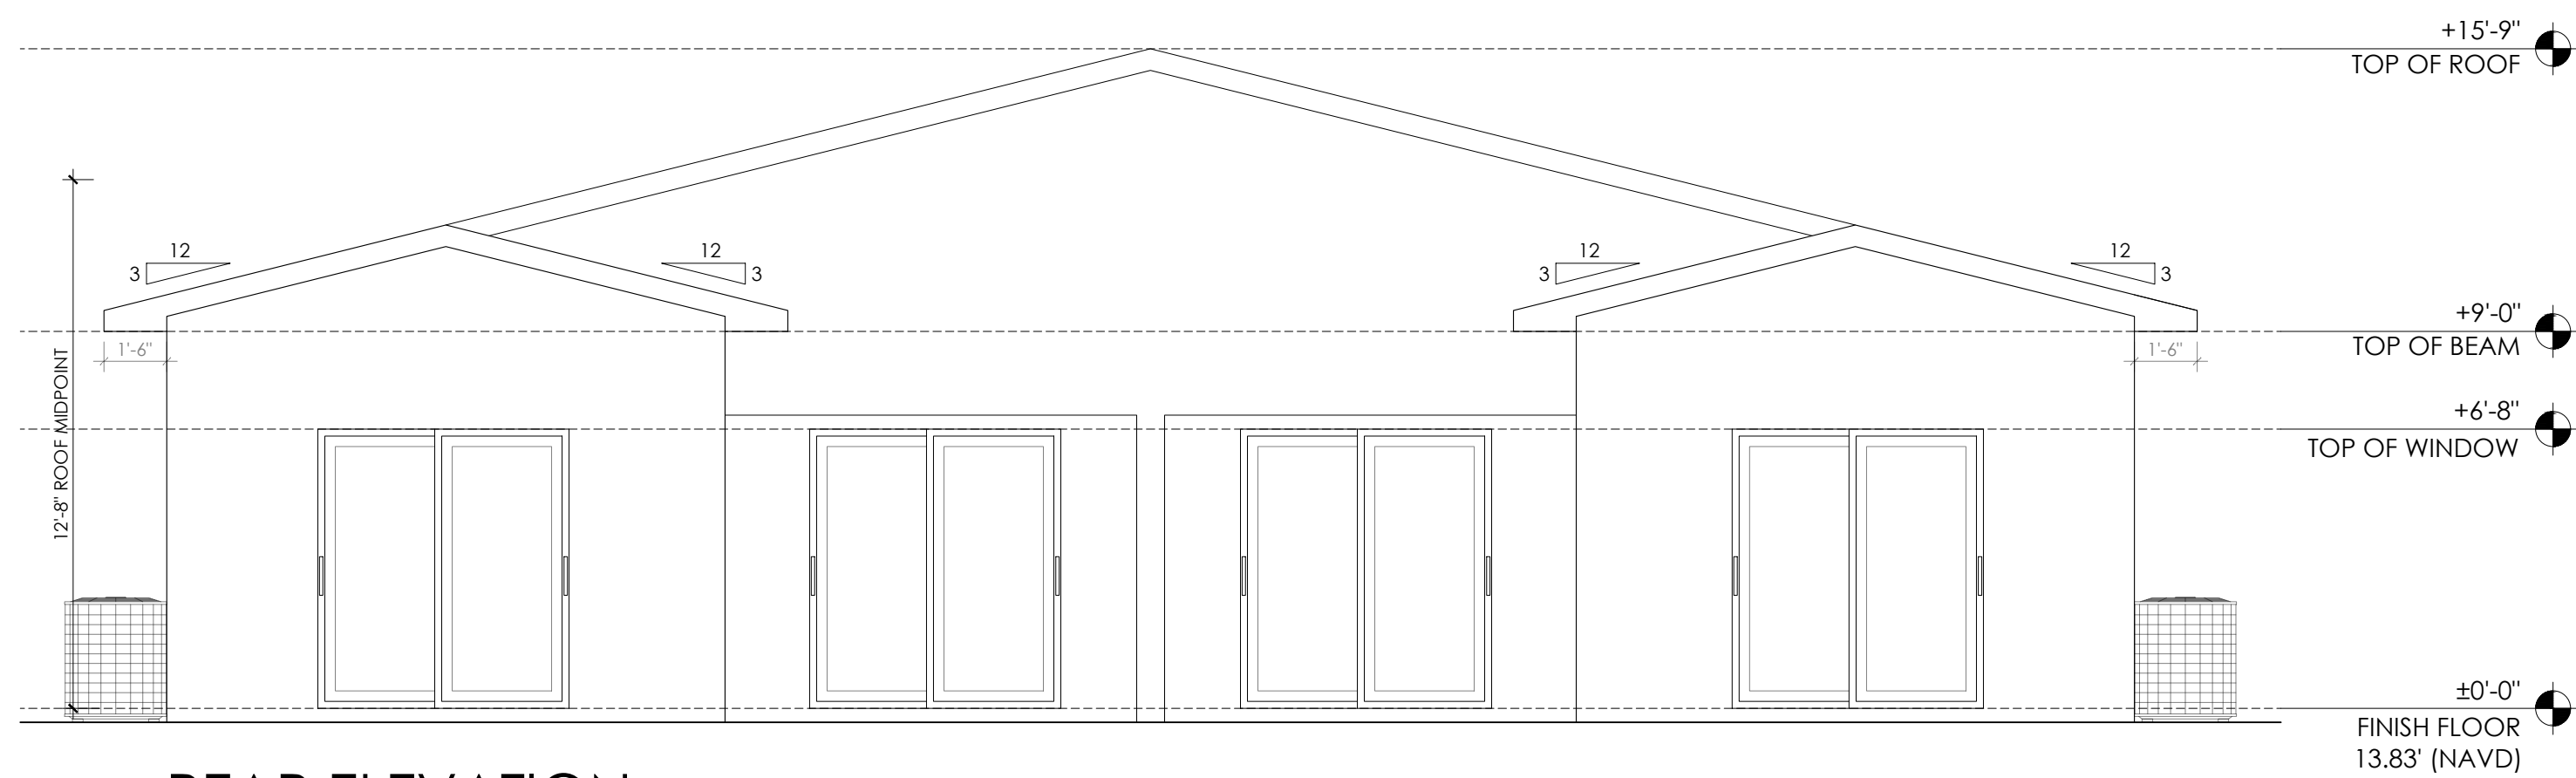 +15'-9"
TOP OF ROOF
12
3
12
3
12
3
12
3
+9'-0"
TOP OF BEAM
1'-6"
1'-6"
12'-8" ROOF MIDPOINT
+6'-8"
TOP OF WINDOW
±0'-0"
FINISH FLOOR
13.83' (NAVD)
REAR ELEVATION